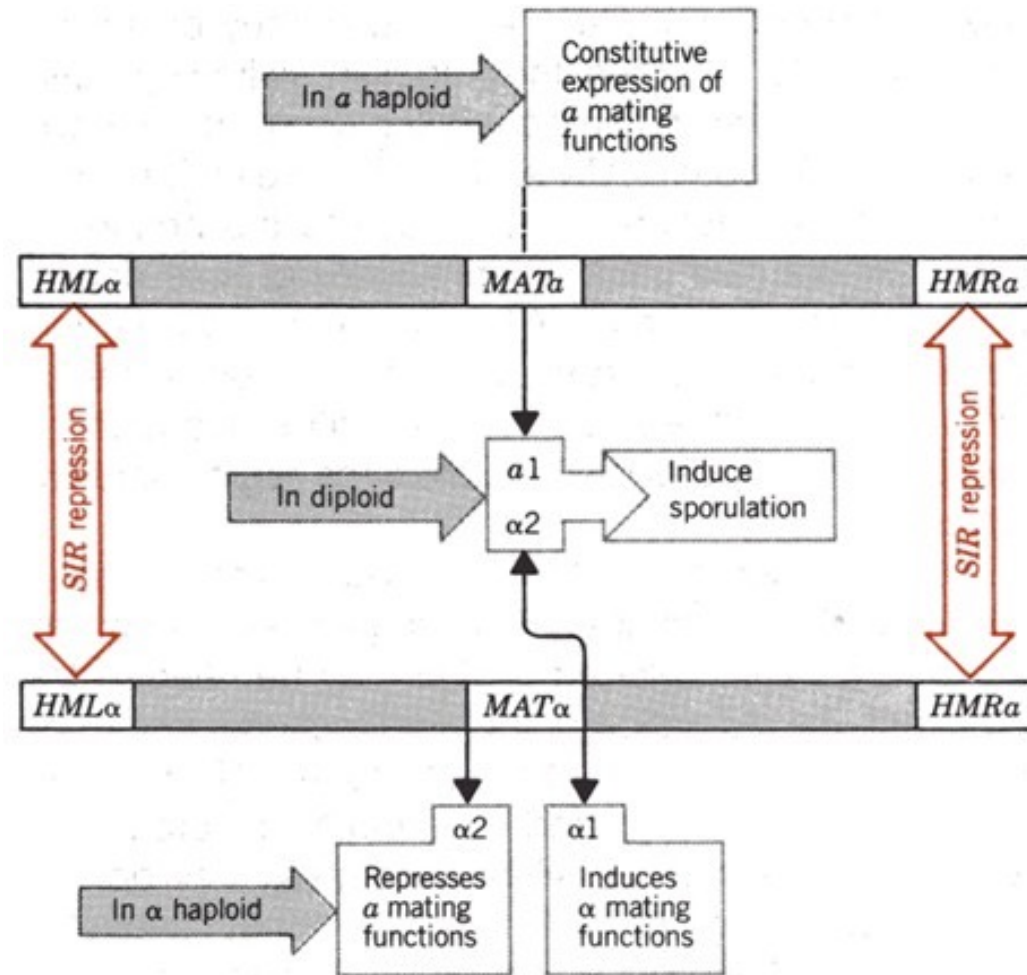 Constitutive
expression of
a mating
functions
In a haploid
HMLα
MATa
HMRa
SIR repression
SIR repression
a1
α2
In diploid
Induce
sporulation
HMLα
MATα
HMRa
α2
α1
In α haploid
Represses
a mating
functions
Induces
α mating
functions